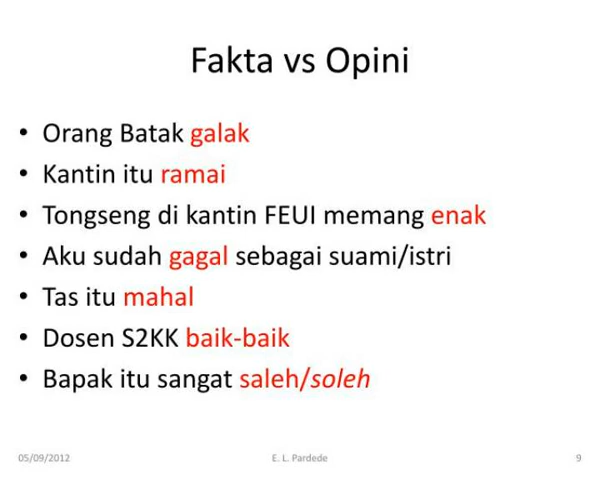 Fakta vs Opini
• Orang Batak galak
• Kantin itu ramai
• Tongseng di kantin FEUI memang enak
• Aku sudah gagal sebagai suami/istri
• Tas itu mahal
• Dosen S2KK baik-baik
• Bapak itu sangat saleh/soleh
05/09/2012 E. L. Pardede 9